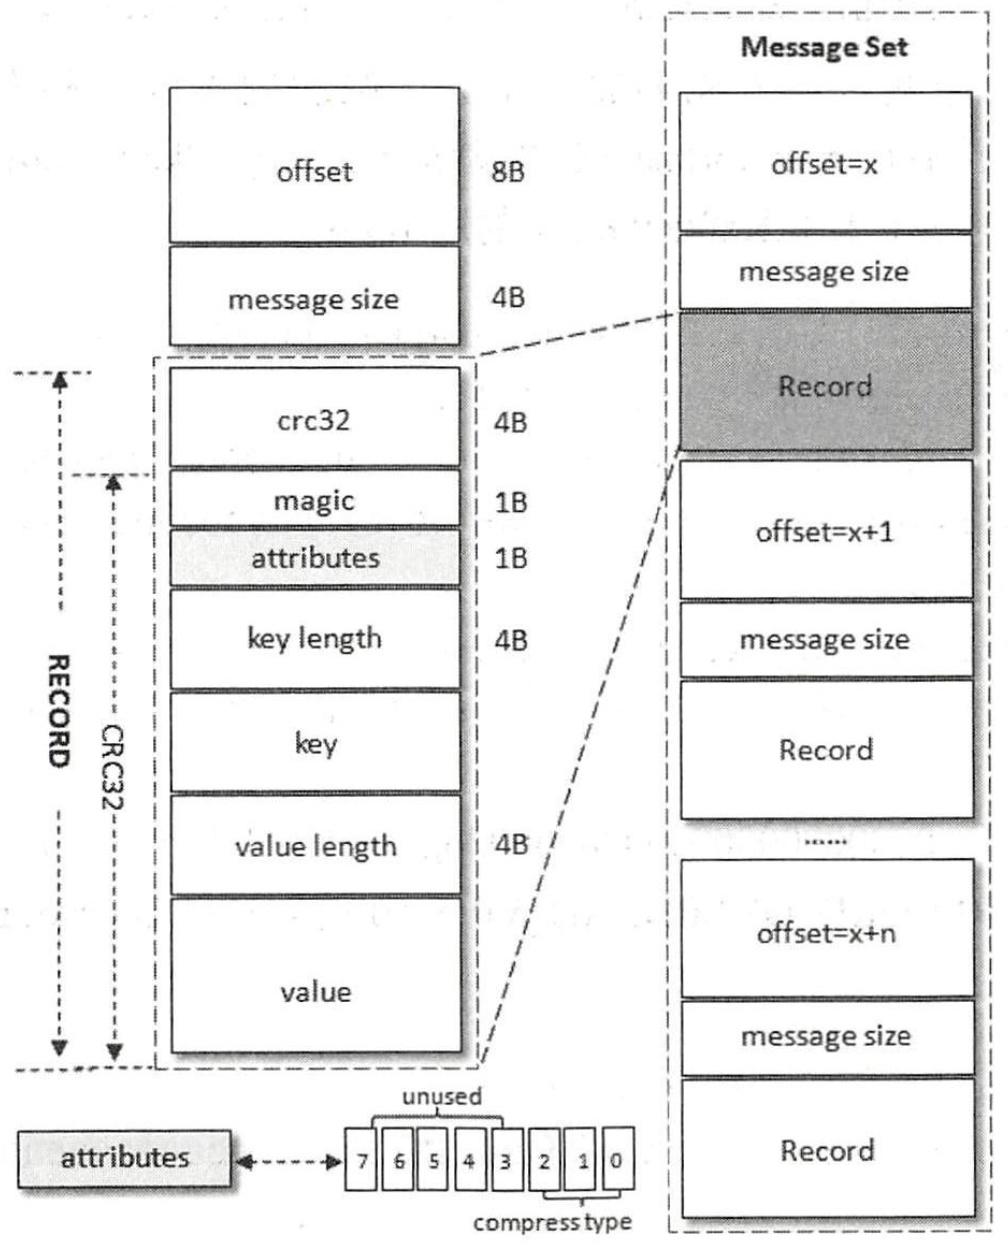 offset
8B
message size
4B
crc32
4B
magic
1B
attributes
1B
key length
4B
key
value length
4B
value
RECORD
CRC32
Message Set
offset=x
message size
Record
offset=x+1
message size
Record
......
offset=x+n
message size
Record
unused
attributes
7 6 5 4 3 2 1 0
compress type